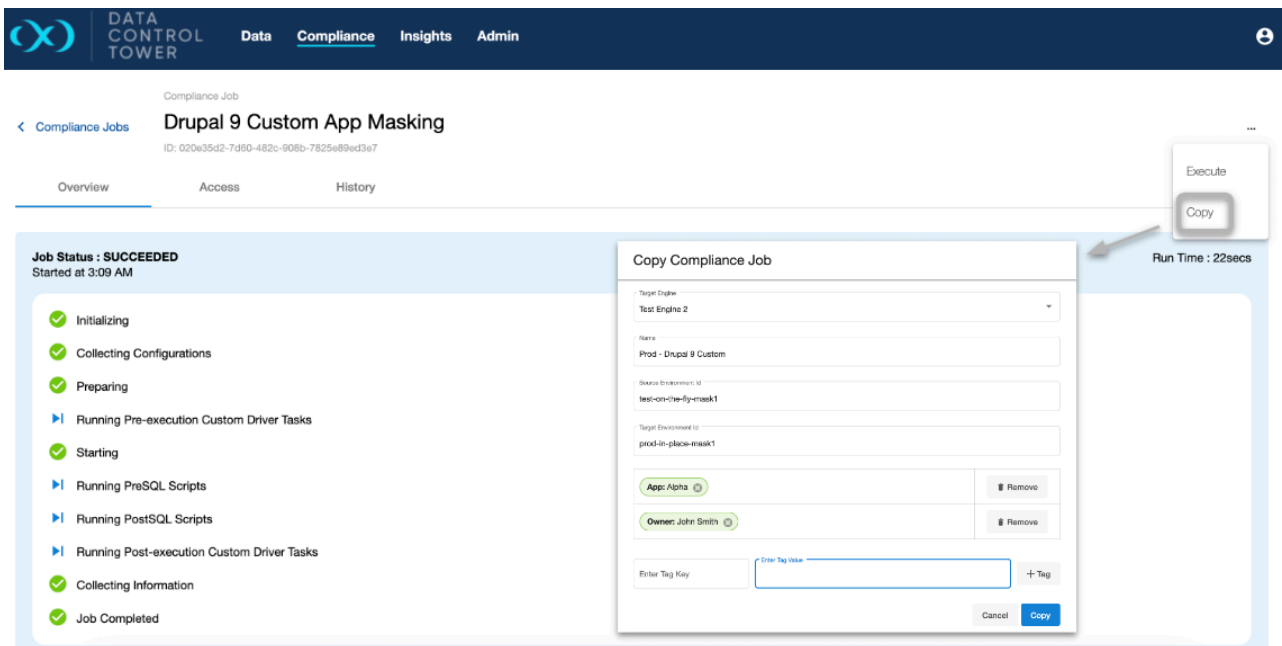 DATA
CONTROL
TOWER
Data Compliance Insights Admin
Compliance Job
Compliance Jobs
Drupal 9 Custom App Masking
ID: 020e35d2-7d60-482c-908b-7825e89ed3e7
...
Execute
Copy
Overview Access History
Job Status : SUCCEEDED
Started at 3:09 AM
Run Time : 22secs
Initializing
Collecting Configurations
Preparing
Running Pre-execution Custom Driver Tasks
Starting
Running PreSQL Scripts
Running PostSQL Scripts
Running Post-execution Custom Driver Tasks
Collecting Information
Job Completed
Copy Compliance Job
Target Engine
Test Engine 2
Name
Prod - Drupal 9 Custom
Source Environment Id
test-on-the-fly-mask1
Target Environment Id
prod-in-place-mask1
App: Alpha Remove
Owner: John Smith Remove
Enter Tag Key
Enter Tag Value
+ Tag
Cancel Copy